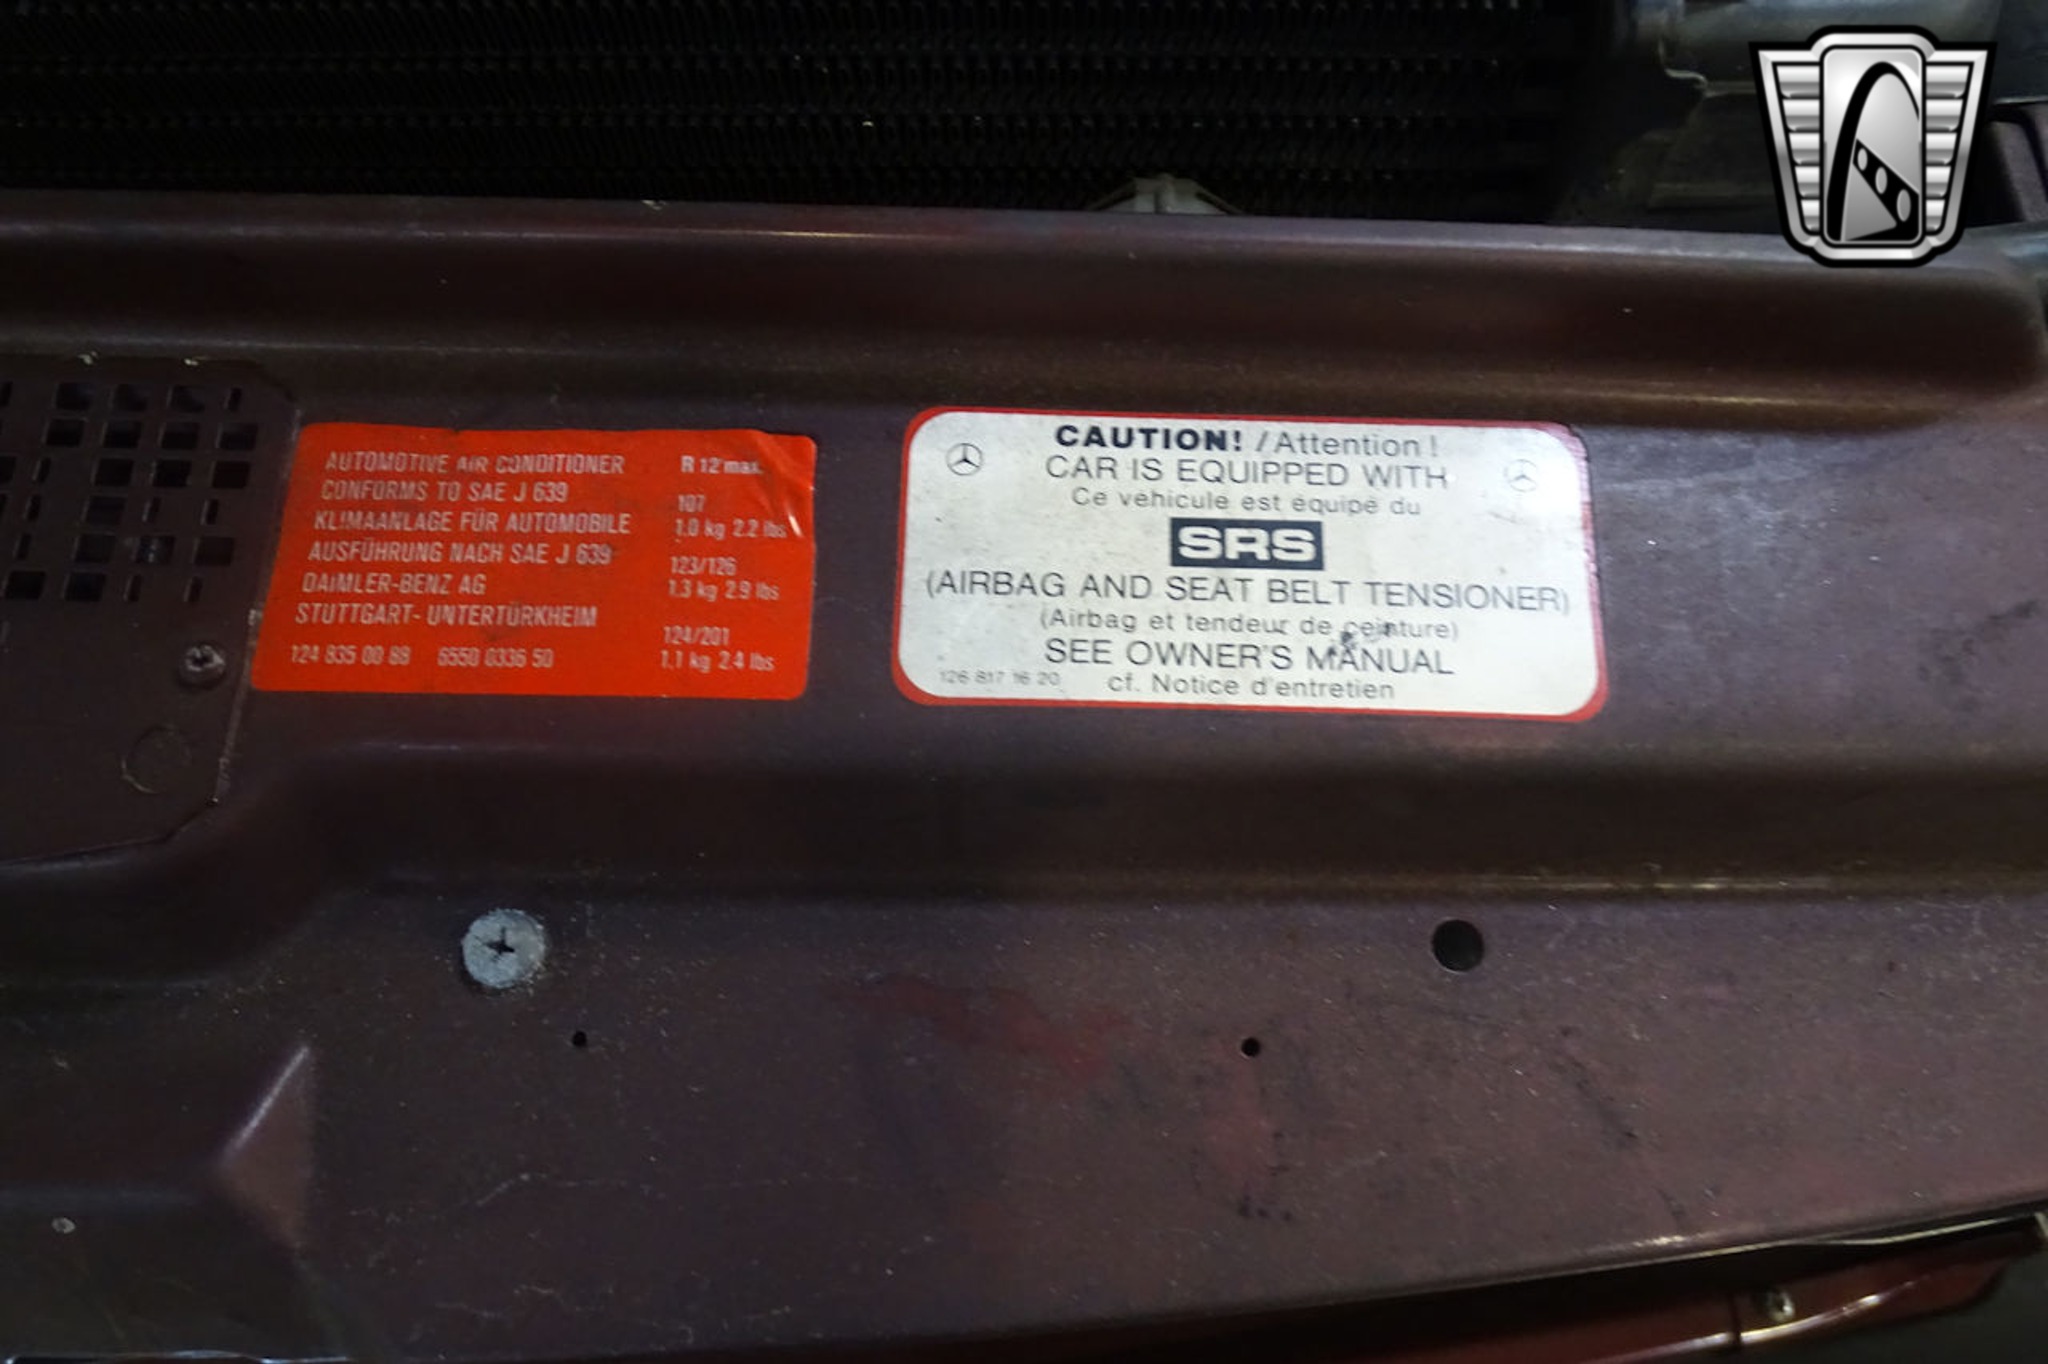 AUTOMOTIVE AIR CONDITIONER
CONFORMS TO SAE J 639
KLIMAANLAGE FÜR AUTOMOBILE
AUSFÜHRUNG NACH SAE J 639
DAIMLER-BENZ AG
STUTTGART- UNTERTÜRKHEIM
124 835 00 88 6550 0336 50
R 12 max.
107
1,0 kg 2.2 lbs
123/126
1.3 kg 2.9 lbs
124/201
1,1 kg 2.4 lbs
CAUTION! / Attention !
CAR IS EQUIPPED WITH
Ce véhicule est équipé du
SRS
(AIRBAG AND SEAT BELT TENSIONER)
(Airbag et tendeur de ceinture)
SEE OWNER'S MANUAL
126 817 16 20 cf. Notice d'entretien